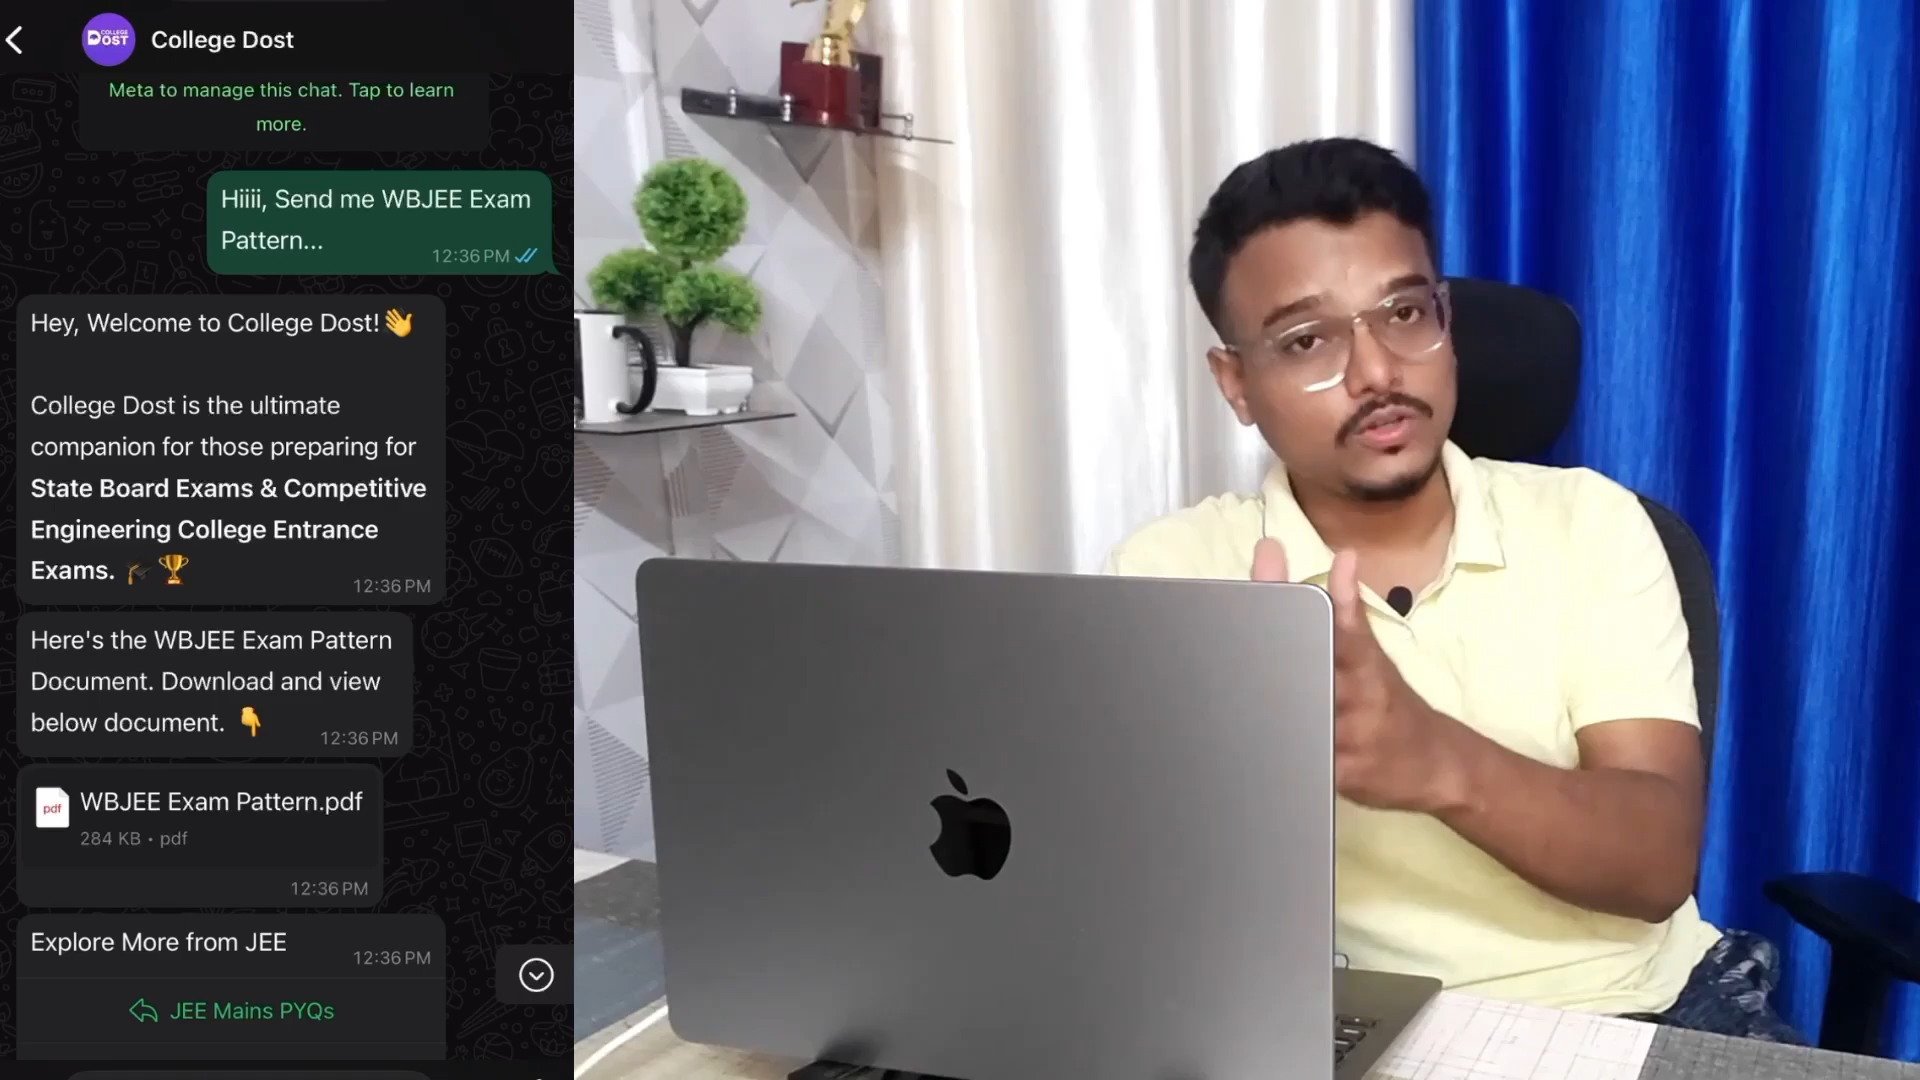 COLLEGE
DOST
College Dost
Meta to manage this chat. Tap to learn
more.
Hiiii, Send me WBJEE Exam
Pattern...
12:36 PM
Hey, Welcome to College Dost!👋
College Dost is the ultimate
companion for those preparing for
State Board Exams & Competitive
Engineering College Entrance
Exams. 🎓🏆
12:36 PM
Here's the WBJEE Exam Pattern
Document. Download and view
below document. 👇
12:36 PM
pdf
WBJEE Exam Pattern.pdf
284 KB • pdf
12:36 PM
Explore More from JEE
12:36 PM
JEE Mains PYQs